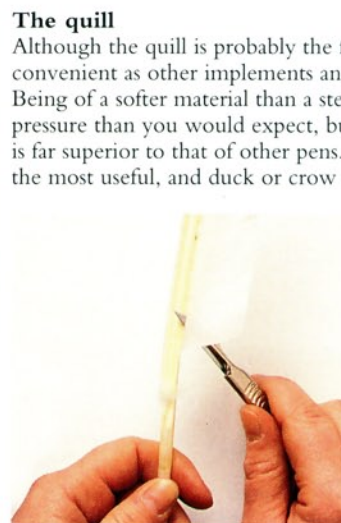 The quill
Although the quill is probably the
convenient as other implements an
Being of a softer material than a ste
pressure than you would expect, bu
is far superior to that of other pens.
the most useful, and duck or crow